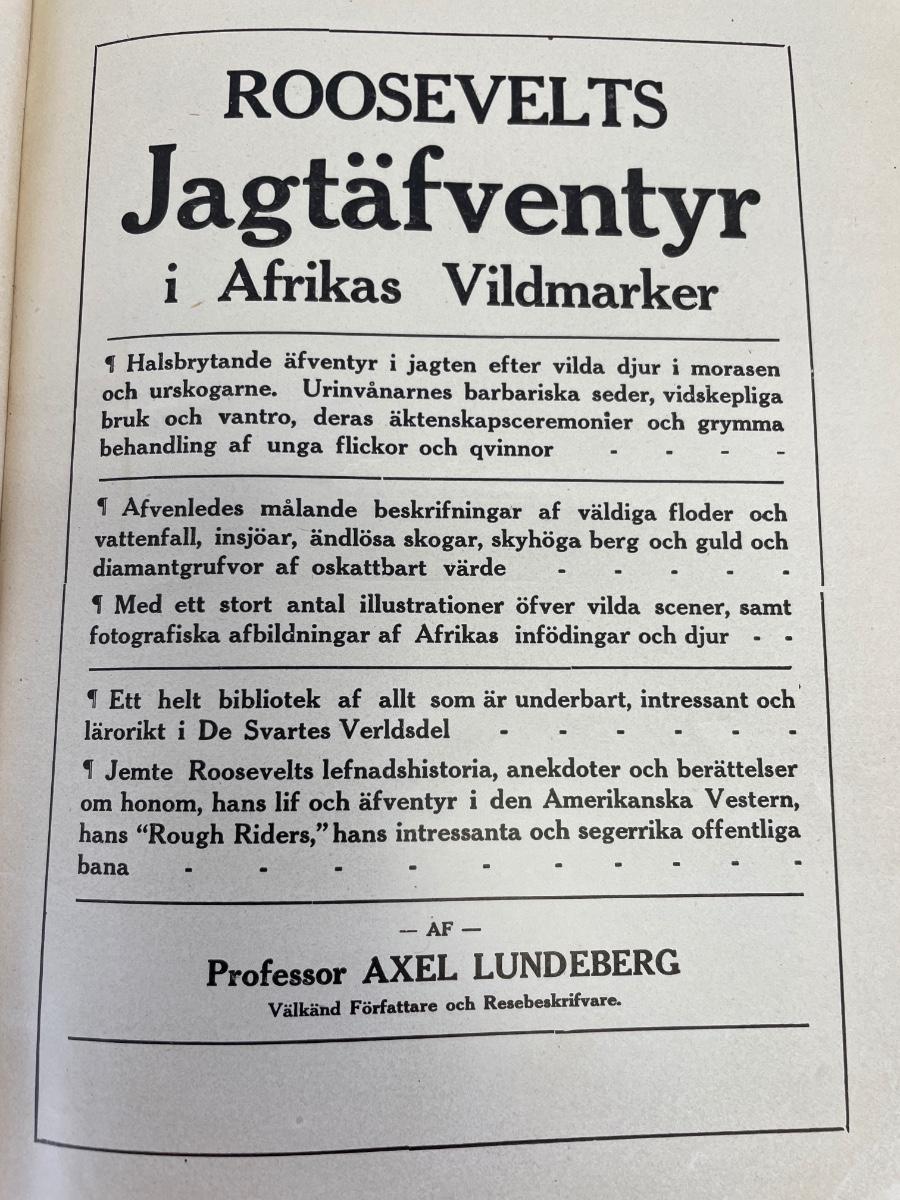 ROOSEVELTS
Jagtäfventyr
i Afrikas Vildmarker
¶ Halsbrytande äfventyr i jagten efter vilda djur i morasen
och urskogarne. Urinvånarnes barbariska seder, vidskepliga
bruk och vantro, deras äktenskapsceremonier och grymma
behandling af unga flickor och qvinnor - - - -
¶ Afvenledes målande beskrifningar af väldiga floder och
vattenfall, insjöar, ändlösa skogar, skyhöga berg och guld och
diamantgrufvor af oskattbart värde - - - - -
¶ Med ett stort antal illustrationer öfver vilda scener, samt
fotografiska afbildningar af Afrikas infödingar och djur - -
¶ Ett helt bibliotek af allt som är underbart, intressant och
lärorikt i De Svartes Verldsdel - - - - - -
¶ Jemte Roosevelts lefnadshistoria, anekdoter och berättelser
om honom, hans lif och äfventyr i den Amerikanska Vestern,
hans “Rough Riders,” hans intressanta och segerrika offentliga
bana - - - - - - - - -
— AF —
Professor AXEL LUNDEBERG
Välkänd Författare och Resebeskrifvare.